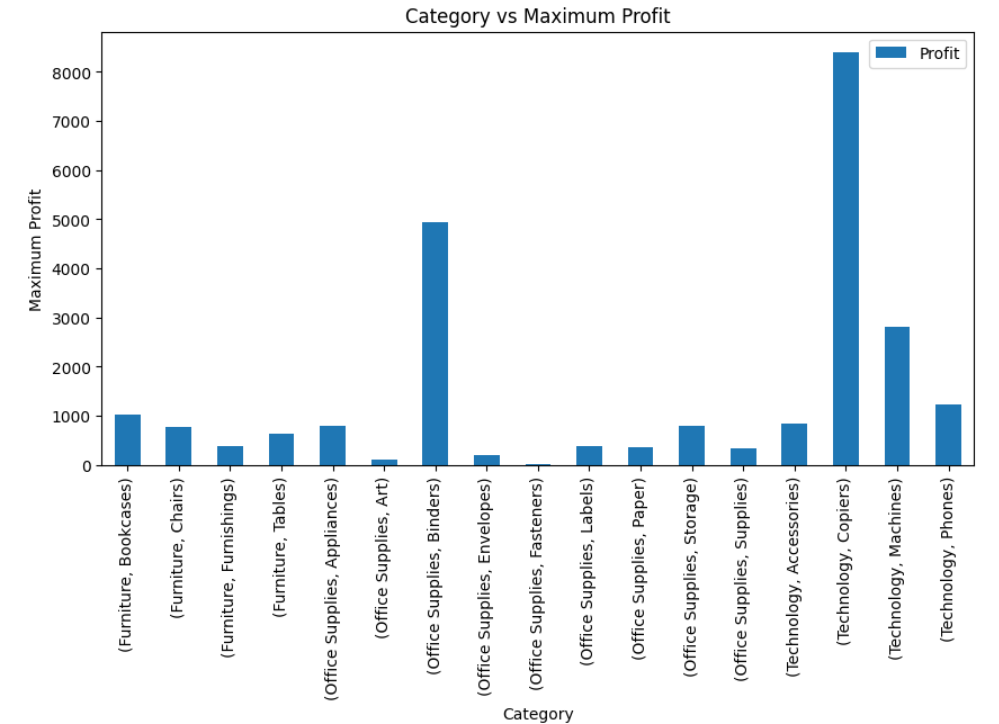 Category vs Maximum Profit
Profit
Maximum Profit
8000
7000
6000
5000
4000
3000
2000
1000
0
(Furniture, Bookcases)
(Furniture, Chairs)
(Furniture, Furnishings)
(Furniture, Tables)
(Office Supplies, Appliances)
(Office Supplies, Art)
(Office Supplies, Binders)
(Office Supplies, Envelopes)
(Office Supplies, Fasteners)
(Office Supplies, Labels)
(Office Supplies, Paper)
(Office Supplies, Storage)
(Office Supplies, Supplies)
(Technology, Accessories)
(Technology, Copiers)
(Technology, Machines)
(Technology, Phones)
Category